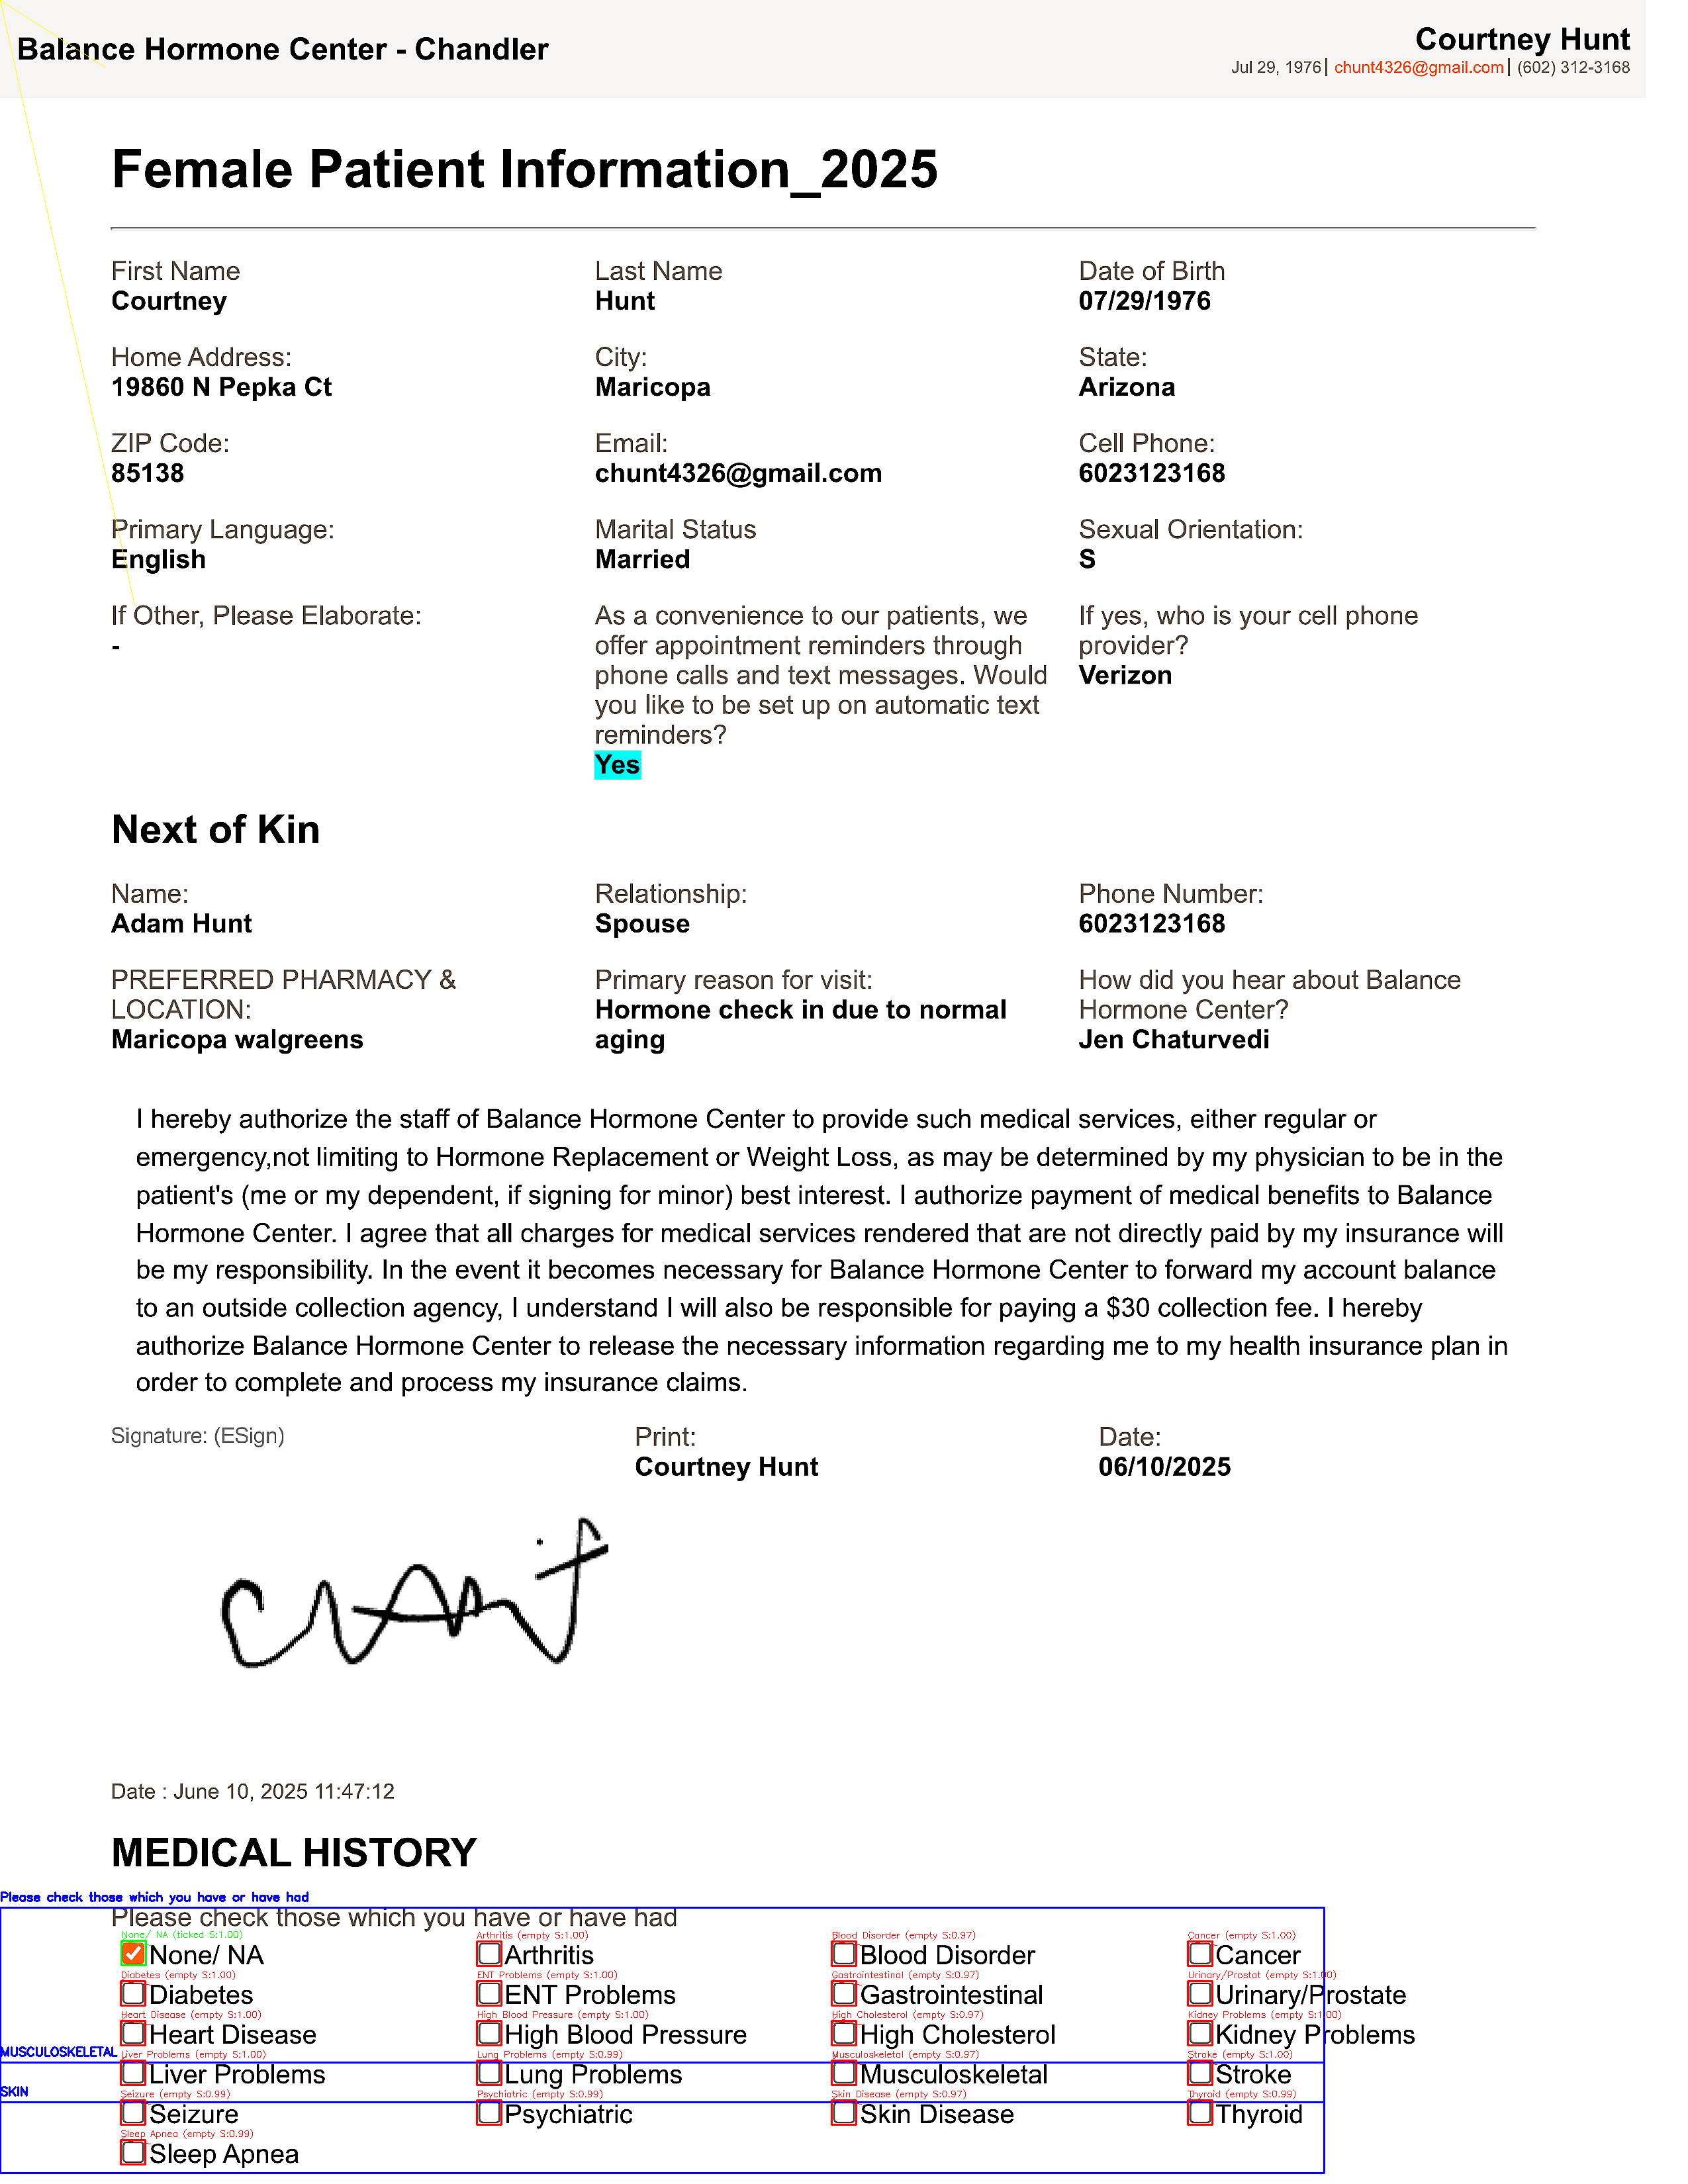 Balance Hormone Center - Chandler
Courtney Hunt
Jul 29, 1976| chunt4326@gmail.com| (602) 312-3168
Female Patient Information_2025
First Name Last Name Date of Birth
Courtney Hunt 07/29/1976
Home Address: City: State:
19860 N Pepka Ct Maricopa Arizona
ZIP Code: Email: Cell Phone:
85138 chunt4326@gmail.com 6023123168
Primary Language: Marital Status Sexual Orientation:
English Married S
If Other, Please Elaborate:
-
As a convenience to our patients, we
offer appointment reminders through
phone calls and text messages. Would
you like to be set up on automatic text
reminders?
Yes
If yes, who is your cell phone
provider?
Verizon
Next of Kin
Name: Relationship: Phone Number:
Adam Hunt Spouse 6023123168
PREFERRED PHARMACY &
LOCATION:
Maricopa walgreens
Primary reason for visit:
Hormone check in due to normal
aging
How did you hear about Balance
Hormone Center?
Jen Chaturvedi
I hereby authorize the staff of Balance Hormone Center to provide such medical services, either regular or
emergency,not limiting to Hormone Replacement or Weight Loss, as may be determined by my physician to be in the
patient's (me or my dependent, if signing for minor) best interest. I authorize payment of medical benefits to Balance
Hormone Center. I agree that all charges for medical services rendered that are not directly paid by my insurance will
be my responsibility. In the event it becomes necessary for Balance Hormone Center to forward my account balance
to an outside collection agency, I understand I will also be responsible for paying a $30 collection fee. I hereby
authorize Balance Hormone Center to release the necessary information regarding me to my health insurance plan in
order to complete and process my insurance claims.
Signature: (ESign) Print: Date:
Courtney Hunt 06/10/2025
Date : June 10, 2025 11:47:12
MEDICAL HISTORY
Please check those which you have or have had
Please check those which you have or have had
None/ NA (ticked S:1.00) Arthritis (empty S:1.00) Blood Disorder (empty S:0.97) Cancer (empty S:1.00)
None/ NA Arthritis Blood Disorder Cancer
Diabetes (empty S:1.00) ENT Problems (empty S:1.00) Gastrointestinal (empty S:0.97) Urinary/Prostat (empty S:1.00)
Diabetes ENT Problems Gastrointestinal Urinary/Prostate
Heart Disease (empty S:1.00) High Blood Pressure (empty S:1.00) High Cholesterol (empty S:0.97) Kidney Problems (empty S:1.00)
Heart Disease High Blood Pressure High Cholesterol Kidney Problems
MUSCULOSKELETAL Liver Problems (empty S:1.00) Lung Problems (empty S:0.99) Musculoskeletal (empty S:0.97) Stroke (empty S:1.00)
Liver Problems Lung Problems Musculoskeletal Stroke
SKIN Seizure (empty S:0.99) Psychiatric (empty S:0.99) Skin Disease (empty S:0.97) Thyroid (empty S:0.99)
Seizure Psychiatric Skin Disease Thyroid
Sleep Apnea (empty S:0.99)
Sleep Apnea